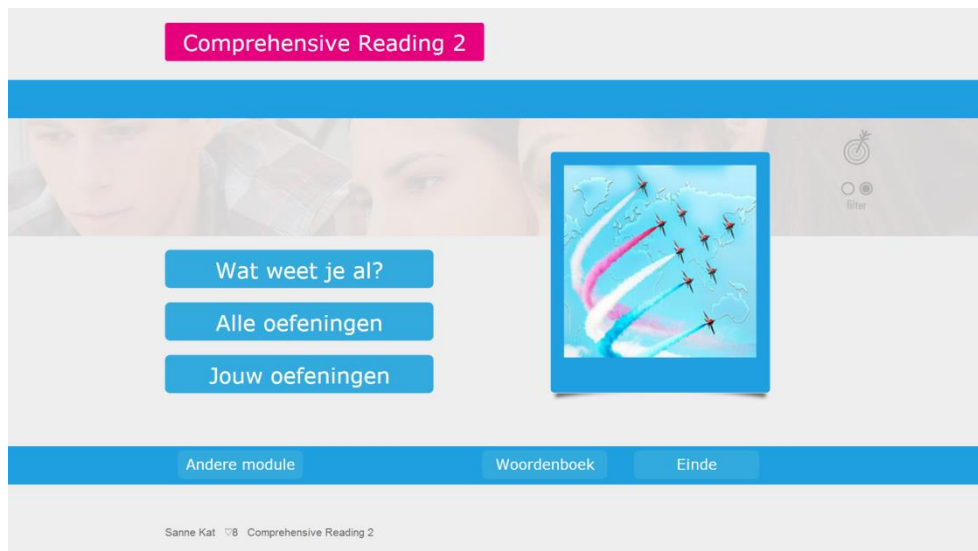 Comprehensive Reading 2
filter
Wat weet je al?
Alle oefeningen
Jouw oefeningen
Andere module Woordenboek Einde
Sanne Kat ♡8 Comprehensive Reading 2